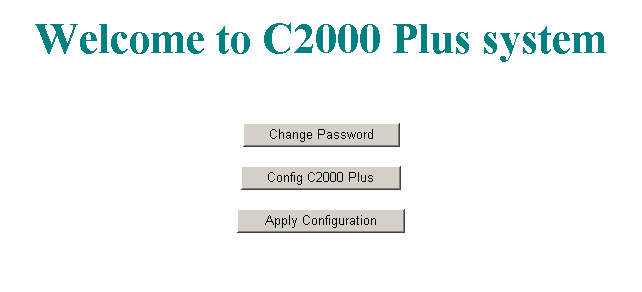 Welcome to C2000 Plus system
Change Password
Config C2000 Plus
Apply Configuration